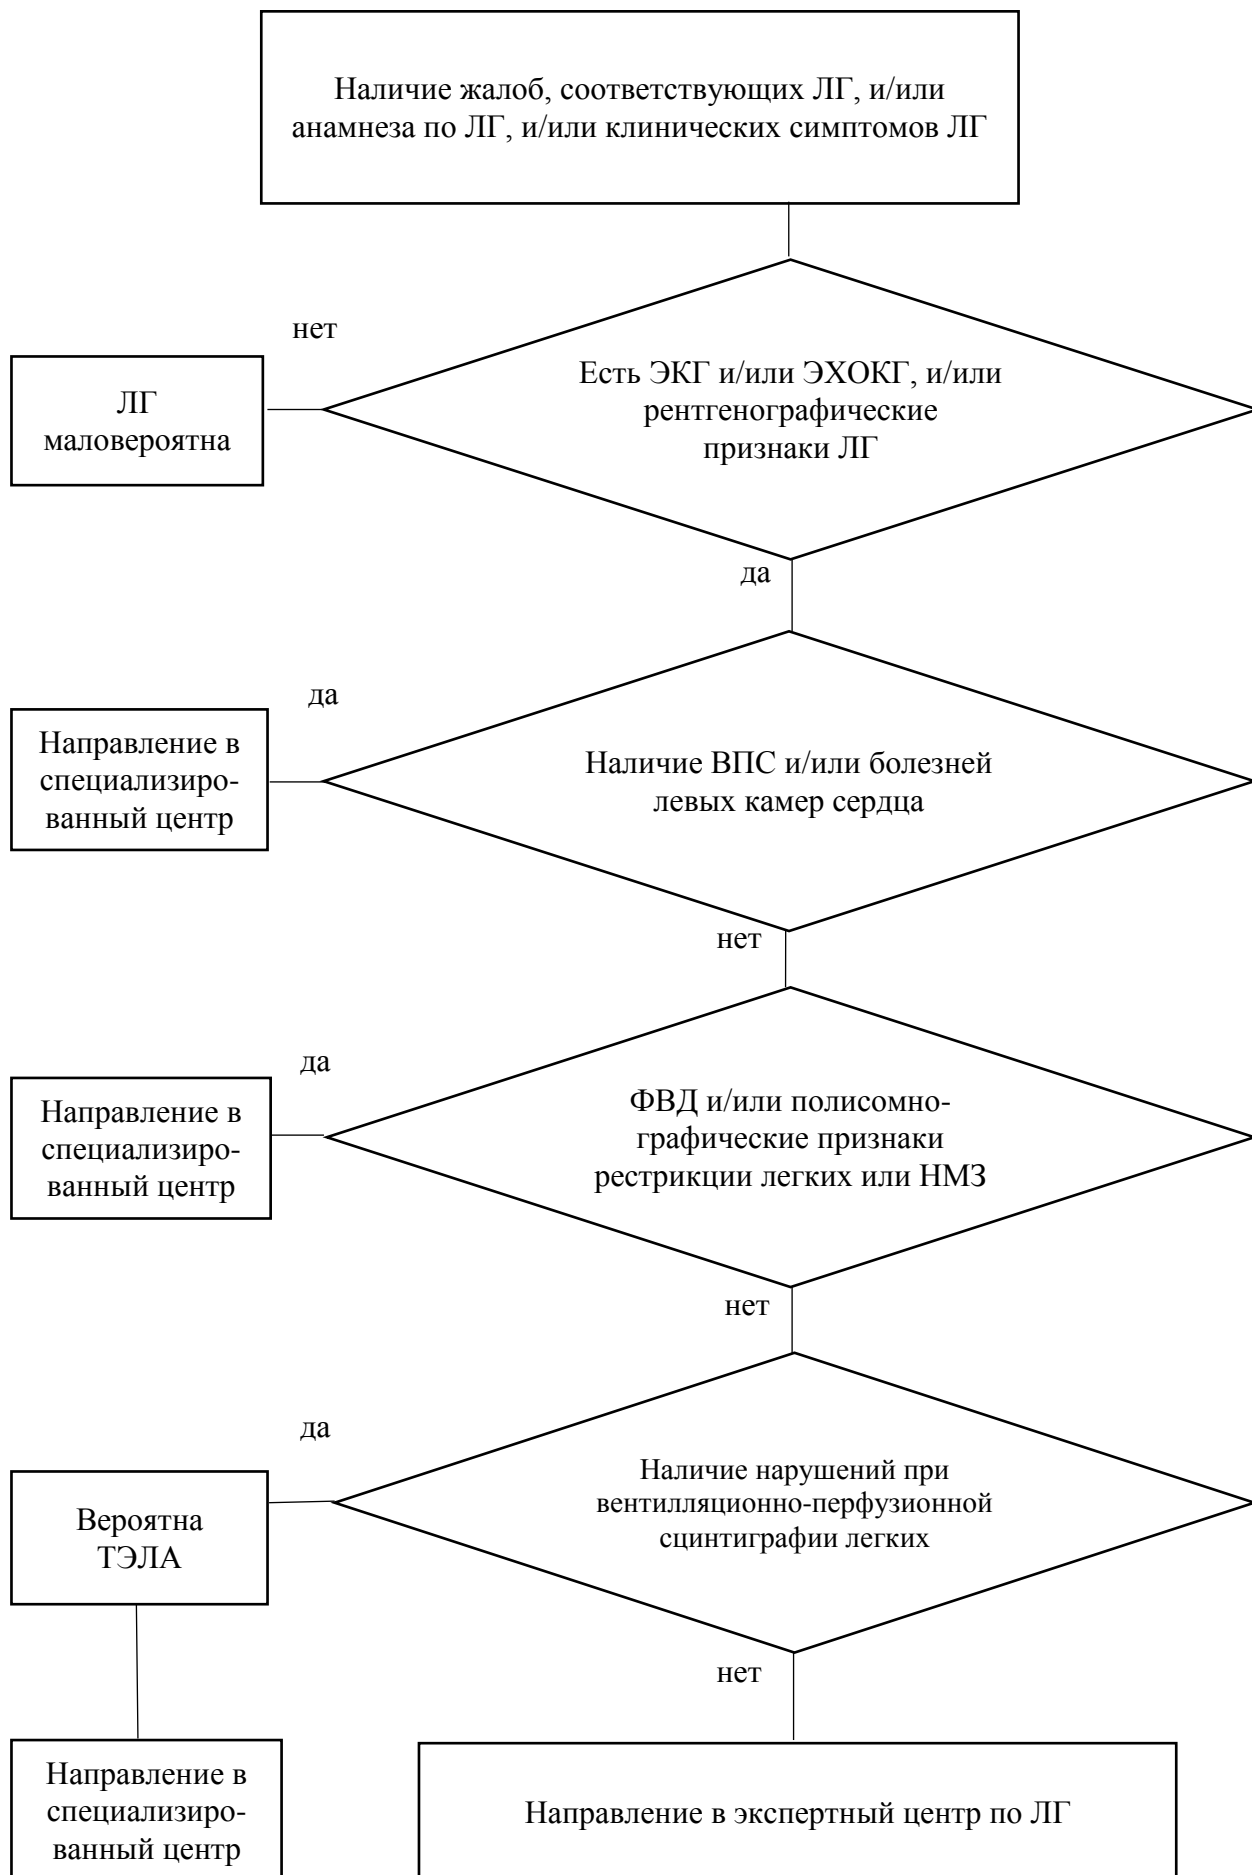 Наличие жалоб, соответствующих ЛГ, и/или
анамнеза по ЛГ, и/или клинических симптомов ЛГ
нет
ЛГ
маловероятна
Есть ЭКГ и/или ЭХОКГ, и/или
рентгенографические
признаки ЛГ
да
да
Направление в
специализиро-
ванный центр
Наличие ВПС и/или болезней
левых камер сердца
нет
да
Направление в
специализиро-
ванный центр
ФВД и/или полисомно-
графические признаки
рестрикции легких или НМЗ
нет
да
Вероятна
ТЭЛА
Наличие нарушений при
вентилляционно-перфузионной
сцинтиграфии легких
нет
Направление в
специализиро-
ванный центр
Направление в экспертный центр по ЛГ